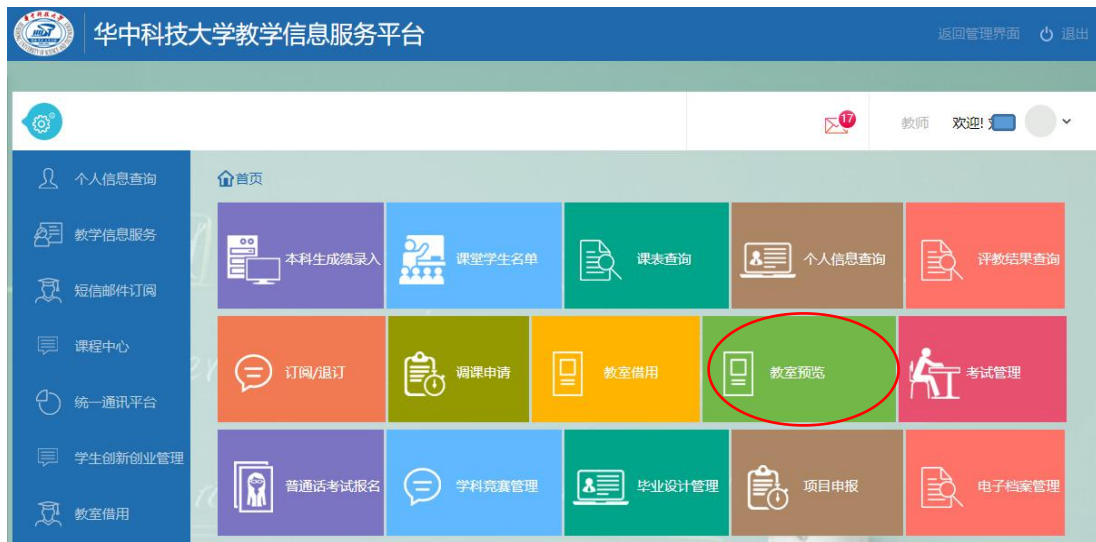 华中科技大学教学信息服务平台
返回管理界面 退出
17
教师 欢迎!
个人信息查询
首页
教学信息服务
短信邮件订阅
课程中心
统一通讯平台
学生创新创业管理
教室借用
本科生成绩录入 课堂学生名单 课表查询 个人信息查询 评教结果查询
订阅/退订 调课申请 教室借用 教室预览 考试管理
普通话考试报名 学科竞赛管理 毕业设计管理 项目申报 电子档案管理